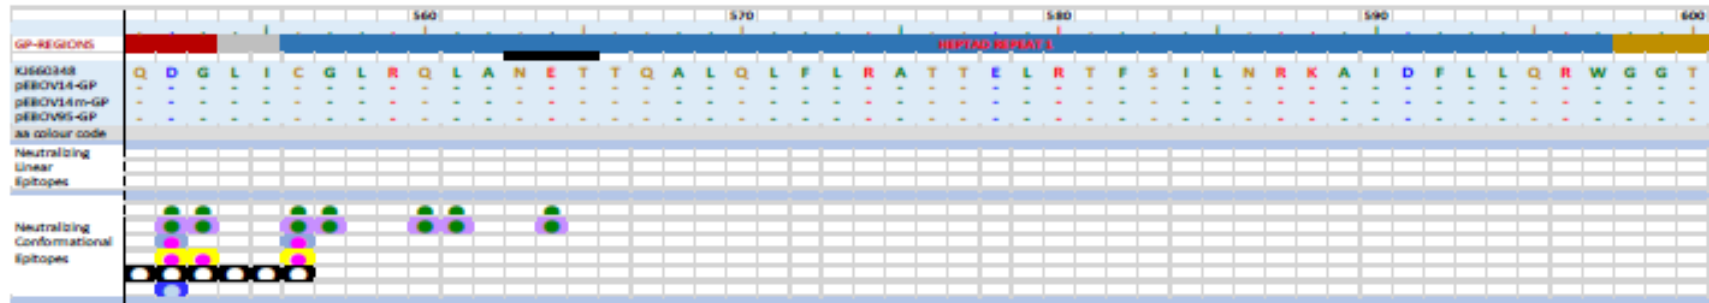 560 570 580 590 600
GP-REGIONS HEPTAD REPEAT 1
KJ660348 Q D G L I C G L R Q L A N E T T Q A L Q L F L R A T T E L R T F S I L N R K A I D F L L Q R W G G T
pEBOV14-GP - - - - - - - - - - - - - - - - - - - - - - - - - - - - - - - - - - - - - - - - - - - - - - - - - -
pEBOV14m-GP - - - - - - - - - - - - - - - - - - - - - - - - - - - - - - - - - - - - - - - - - - - - - - - - - -
pEBOV95-GP - - - - - - - - - - - - - - - - - - - - - - - - - - - - - - - - - - - - - - - - - - - - - - - - - -
aa colour code
Neutralizing
Linear
Epitopes
Neutralizing
Conformational
Epitopes